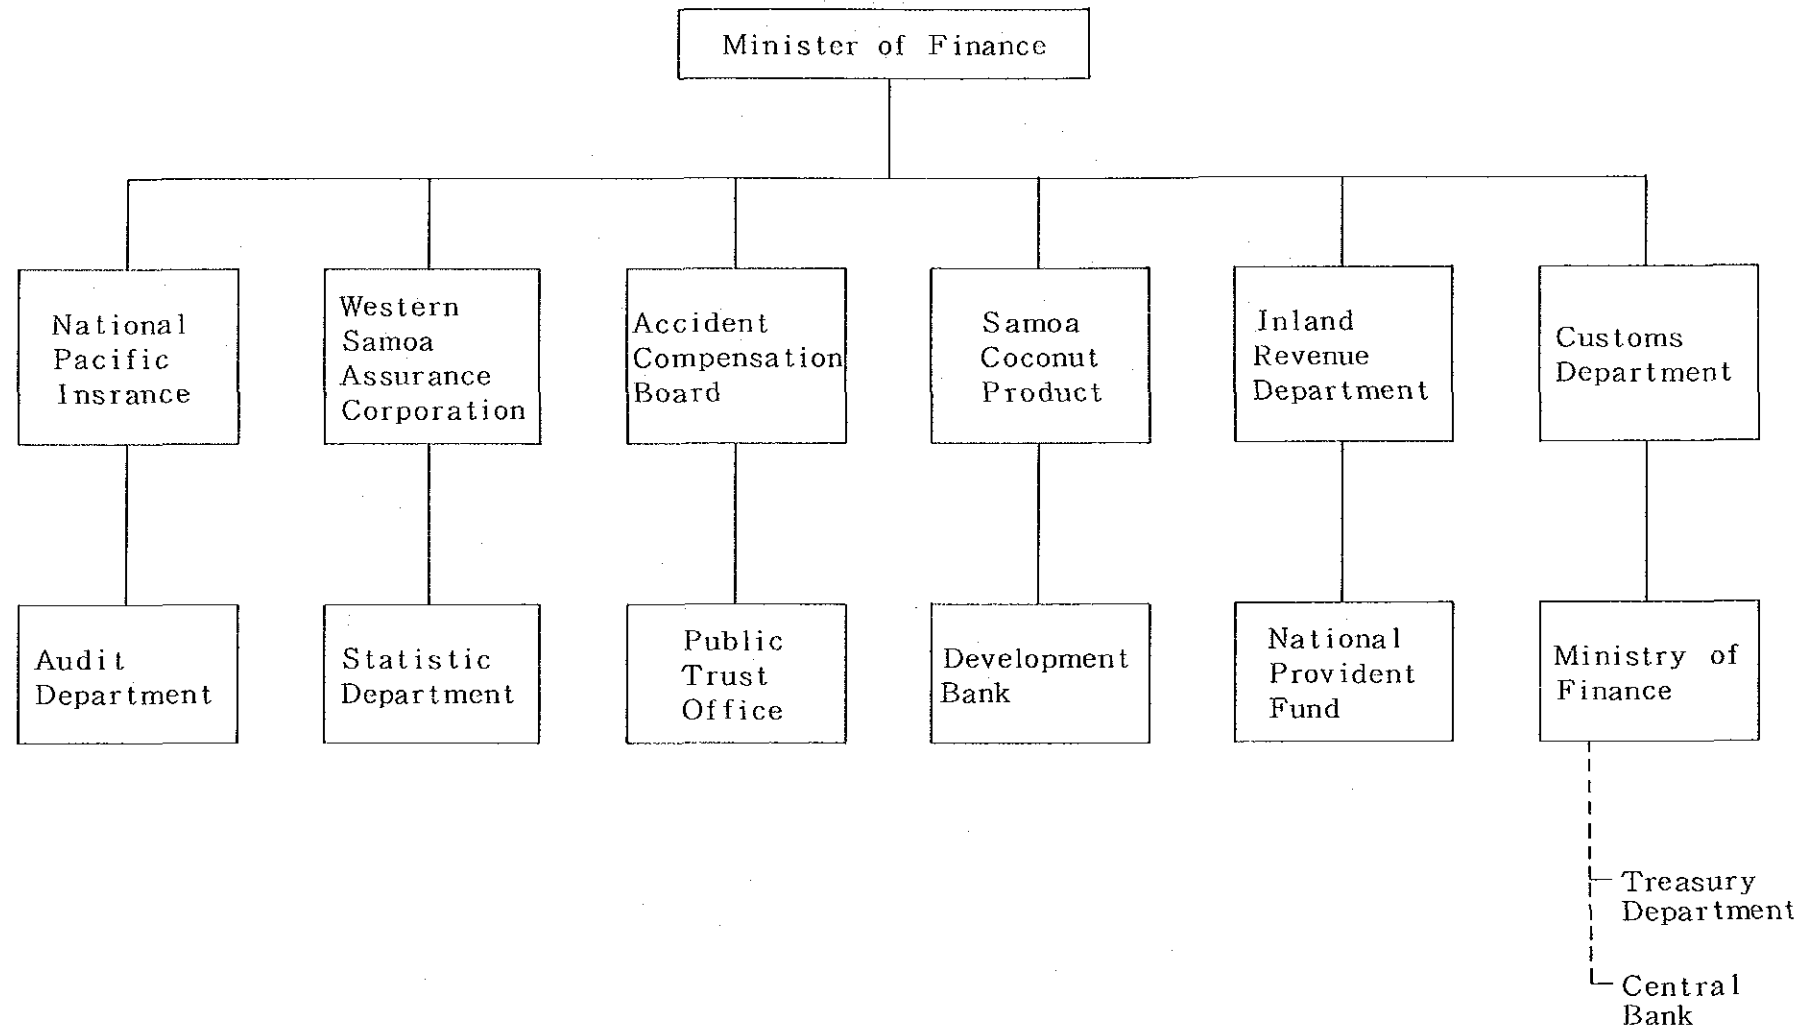 Minister of Finance
National
Pacific
Insrance
Western
Samoa
Assurance
Corporation
Accident
Compensation
Board
Samoa
Coconut
Product
Inland
Revenue
Department
Customs
Department
Audit
Department
Statistic
Department
Public
Trust
Office
Development
Bank
National
Provident
Fund
Ministry of
Finance
Treasury
Department
Central
Bank